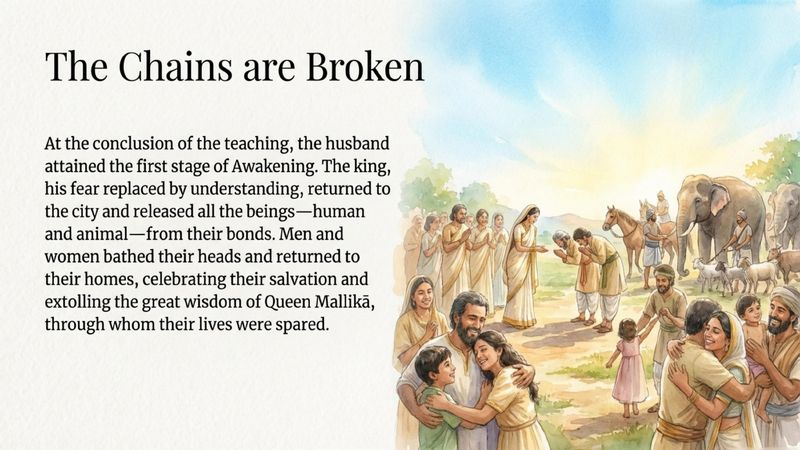 The Chains are Broken
At the conclusion of the teaching, the husband
attained the first stage of Awakening. The king,
his fear replaced by understanding, returned to
the city and released all the beings—human
and animal—from their bonds. Men and
women bathed their heads and returned to
their homes, celebrating their salvation and
extolling the great wisdom of Queen Mallikā,
through whom their lives were spared.